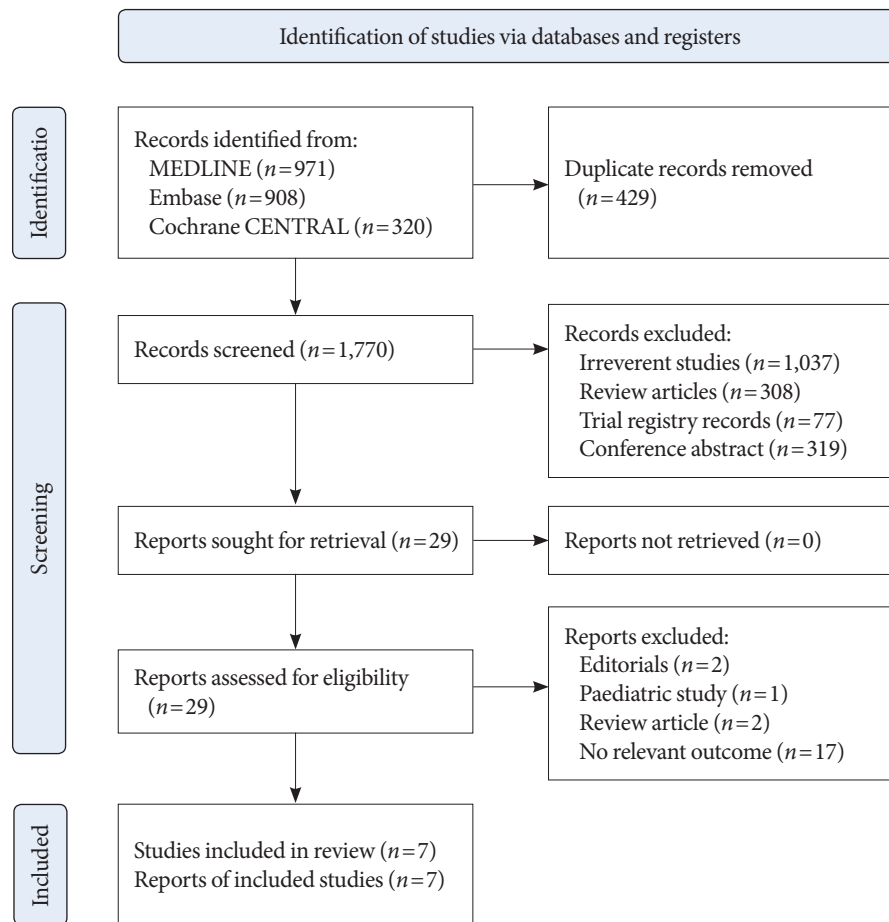 Identification of studies via databases and registers
Identificatio
Records identified from:
MEDLINE (n=971)
Embase (n=908)
Cochrane CENTRAL (n=320)
Duplicate records removed
(n=429)
Screening
Records screened (n=1,770)
Records excluded:
Irreverent studies (n=1,037)
Review articles (n=308)
Trial registry records (n=77)
Conference abstract (n=319)
Reports sought for retrieval (n=29)
Reports not retrieved (n=0)
Reports assessed for eligibility
(n=29)
Reports excluded:
Editorials (n=2)
Paediatric study (n=1)
Review article (n=2)
No relevant outcome (n=17)
Included
Studies included in review (n=7)
Reports of included studies (n=7)